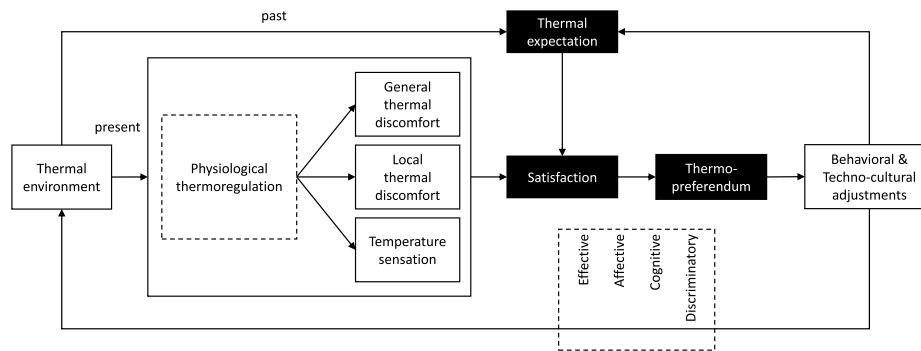 past
Thermal
expectation
present
Thermal
environment
Physiological
thermoregulation
General
thermal
discomfort
Local
thermal
discomfort
Temperature
sensation
Satisfaction
Thermo-
preferendum
Behavioral &
Techno-cultural
adjustments
Effective
Affective
Cognitive
Discriminatory